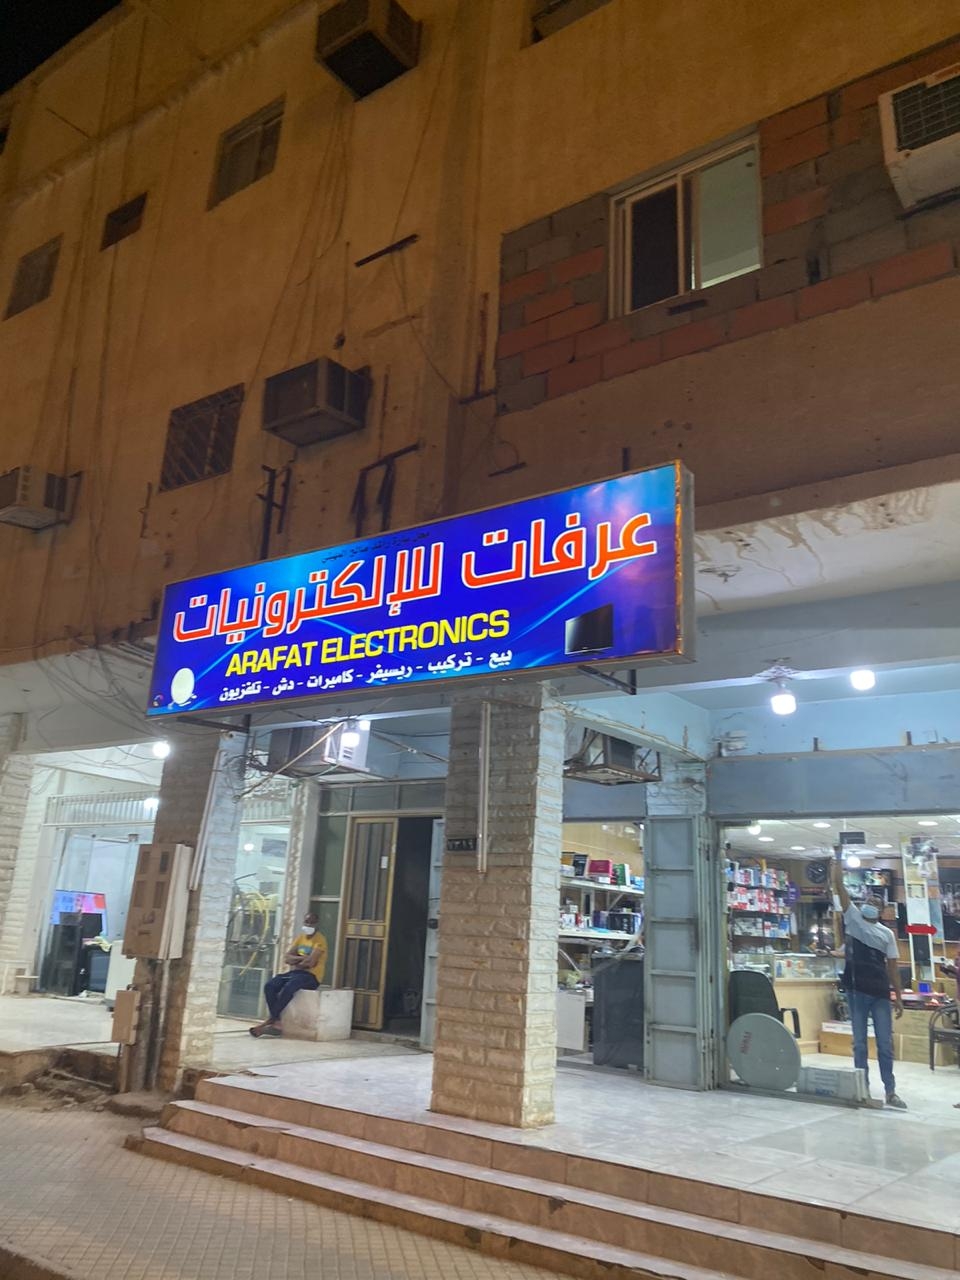 عرفات للإلكترونيات
ARAFAT ELECTRONICS
بيع - تركيب - ريسيفر - كاميرات - دش - تلفزيون